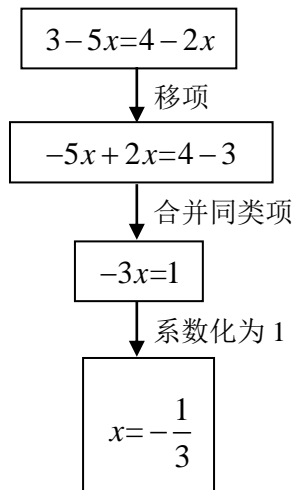 3-5x=4-2x
移项
-5x+2x=4-3
合并同类项
-3x=1
系数化为 1
x=-1/3